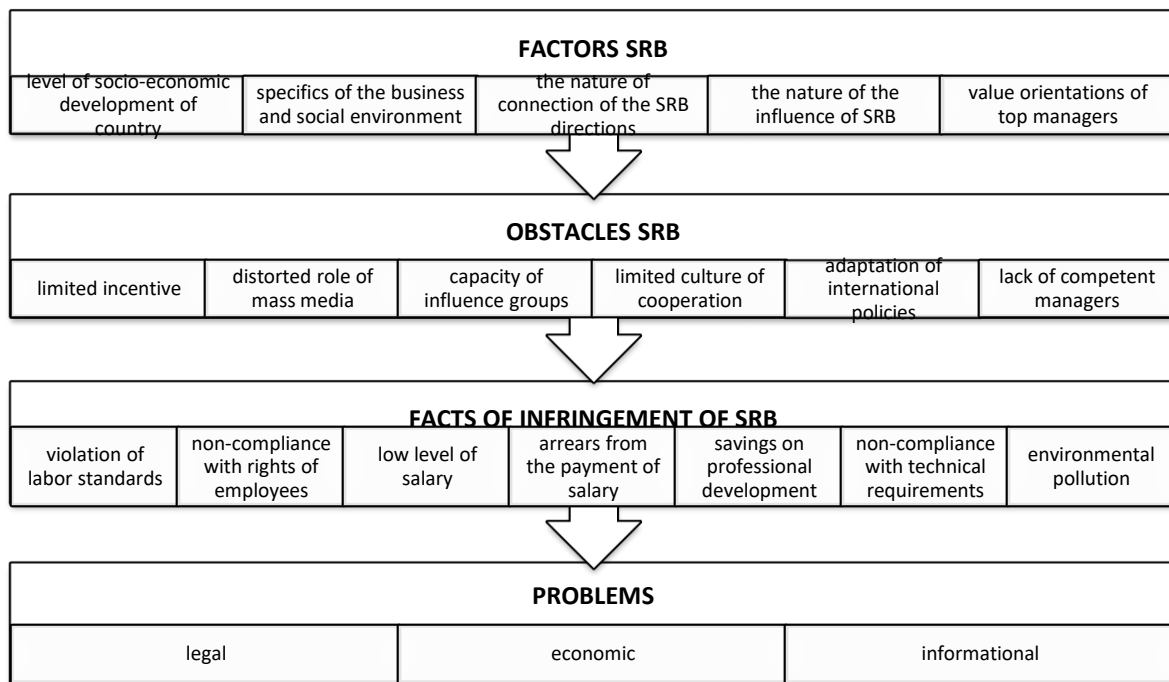 FACTORS SRB
level of socio-economic
development of
country
specifics of the business
and social environment
the nature of
connection of the SRB
directions
the nature of the
influence of SRB
value orientations of
top managers
OBSTACLES SRB
limited incentive
distorted role of
mass media
capacity of
influence groups
limited culture of
cooperation
adaptation of
international
policies
lack of competent
managers
FACTS OF INFRINGEMENT OF SRB
violation of
labor standards
non-compliance
with rights of
employees
low level of
salary
arrears from
the payment of
salary
savings on
professional
development
non-compliance
with technical
requirements
environmental
pollution
PROBLEMS
legal
economic
informational